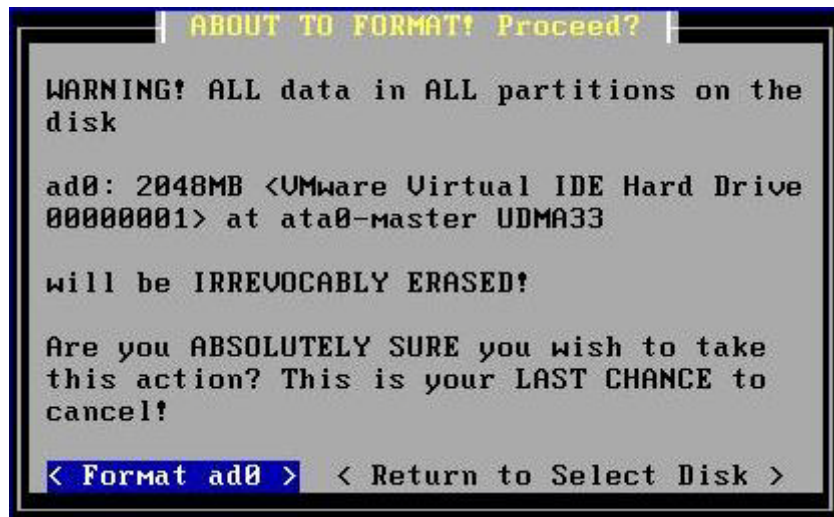 ABOUT TO FORMAT! Proceed?
WARNING! ALL data in ALL partitions on the
disk
ad0: 2048MB <VMware Virtual IDE Hard Drive
00000001> at ata0-master UDMA33
will be IRREVOCABLY ERASED!
Are you ABSOLUTELY SURE you wish to take
this action? This is your LAST CHANCE to
cancel!
< Format ad0 > < Return to Select Disk >